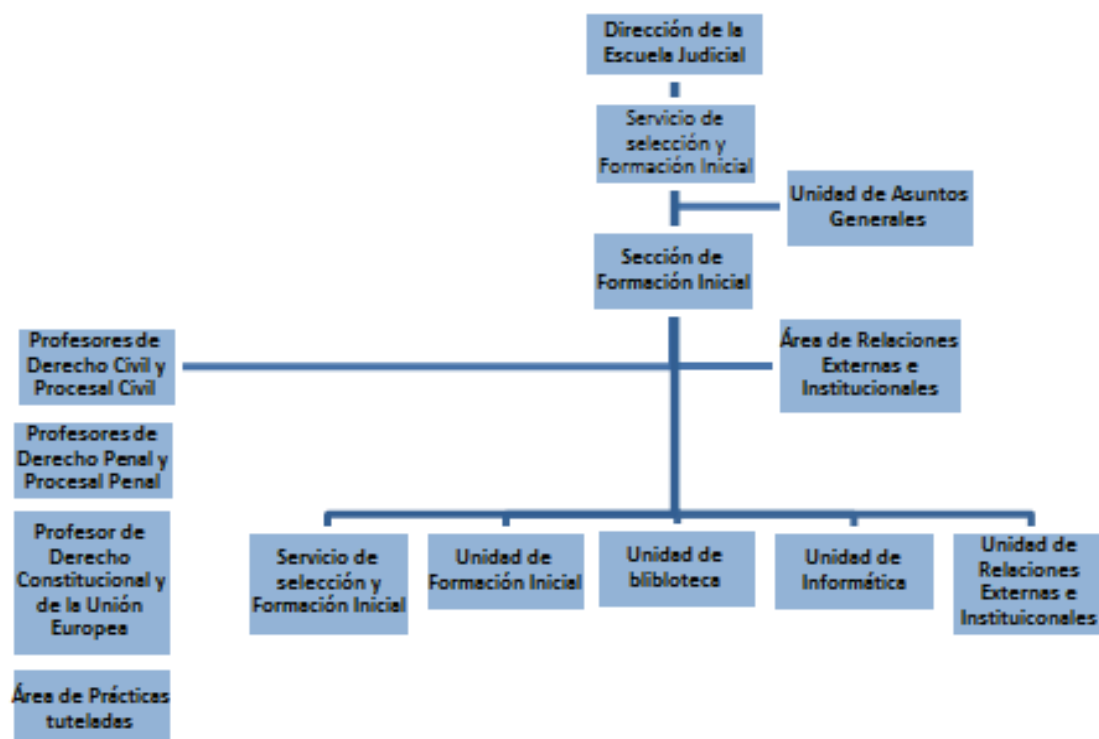 Dirección de la
Escuela Judicial
Servicio de
selección y
Formación Inicial
Unidad de Asuntos
Generales
Sección de
Formación Inicial
Profesores de
Derecho Civil y
Procesal Civil
Área de Relaciones
Externas e
Institucionales
Profesores de
Derecho Penal y
Procesal Penal
Profesor de
Derecho
Constitucional y
de la Unión
Europea
Servicio de
selección y
Formación Inicial
Unidad de
Formación Inicial
Unidad de
blibloteca
Unidad de
Informática
Unidad de
Relaciones
Externas e
Instituiconales
Área de Prácticas
tuteladas